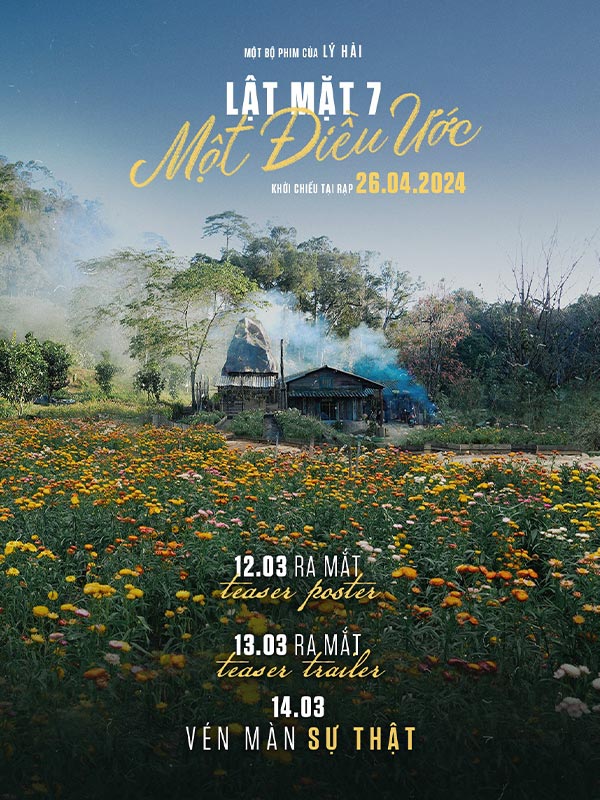 MỘT BỘ PHIM CỦA LÝ HẢI
LẬT MẶT 7
Một Điều Ước
KHỞI CHIẾU TẠI RẠP 26.04.2024
12.03 RA MẮT
teaser poster
13.03 RA MẮT
teaser trailer
14.03
VÉN MÀN SỰ THẬT